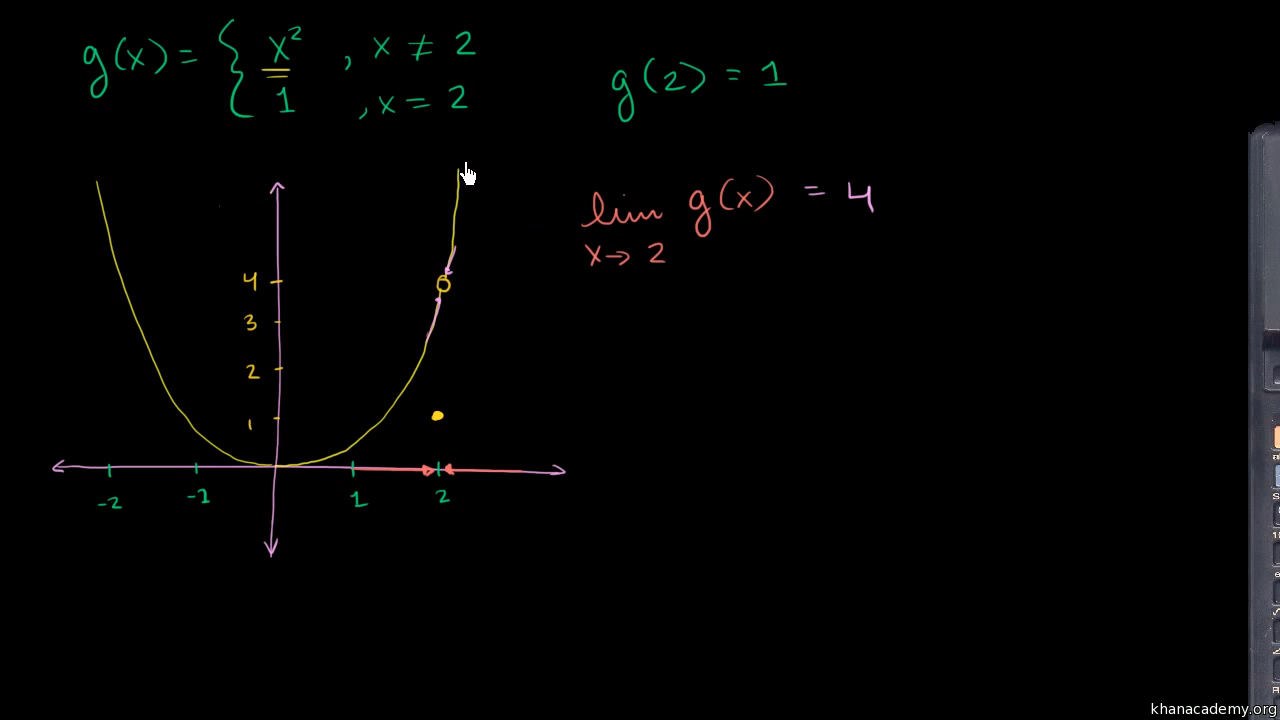 g(x) = { x² , x ≠ 2
1 , x = 2
g(2) = 1
lim g(x) = 4
x→2
4
3
2
1
-2 -1 1 2
khanacademy.org